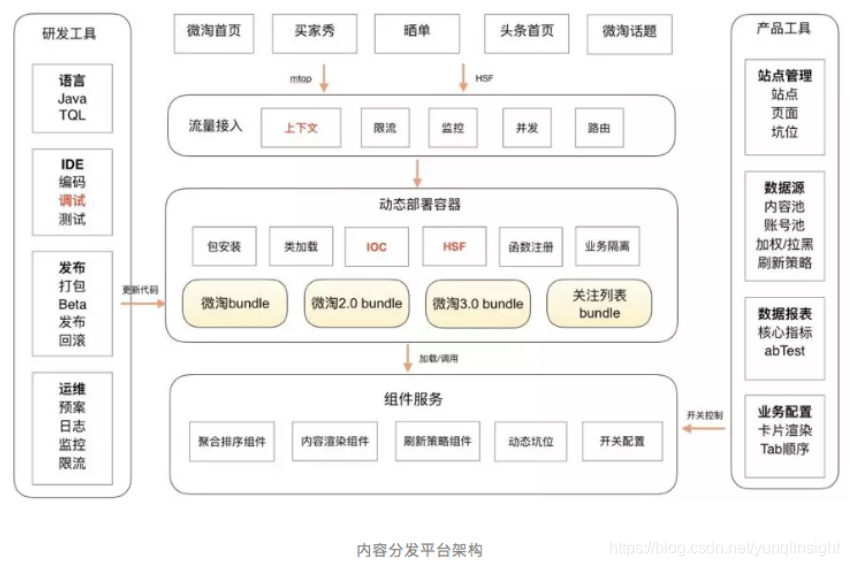 研发工具
语言
Java
TQL
IDE
编码
调试
测试
发布
打包
Beta
发布
回滚
运维
预案
日志
监控
限流
更新代码
微淘首页
买家秀
晒单
头条首页
微淘话题
mtop
HSF
流量接入
上下文
限流
监控
并发
路由
动态部署容器
包安装
类加载
IOC
HSF
函数注册
业务隔离
微淘bundle
微淘2.0 bundle
微淘3.0 bundle
关注列表
bundle
加载/调用
组件服务
聚合排序组件
内容渲染组件
刷新策略组件
动态坑位
开关配置
产品工具
站点管理
站点
页面
坑位
数据源
内容池
账号池
加权/拉黑
刷新策略
数据报表
核心指标
abTest
业务配置
卡片渲染
Tab顺序
开关控制
内容分发平台架构
https://blog.csdn.net/yunqiinsight